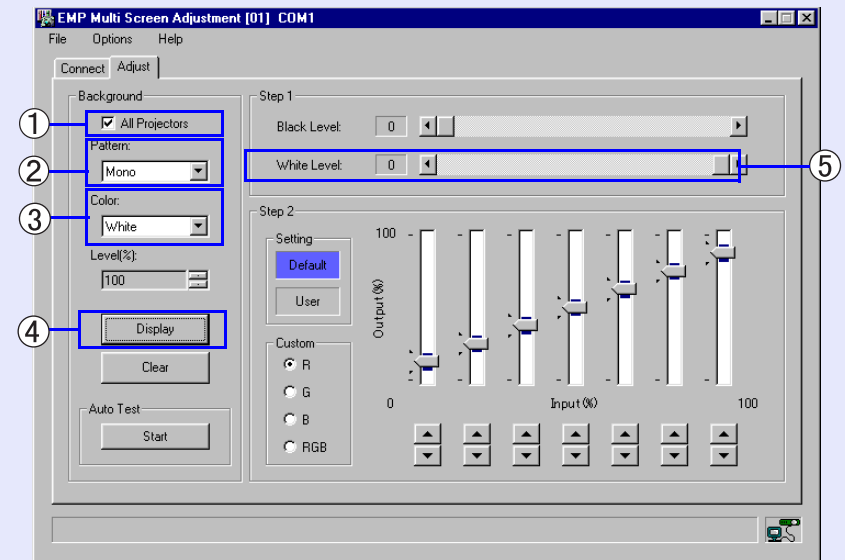 EMP Multi Screen Adjustment [01] COM1
File Options Help
Connect Adjust
Background
① All Projectors
Pattern:
② Mono
Color:
③ White
Level(%):
100
④ Display
Clear
Auto Test
Start
Step 1
Black Level: 0
White Level: 0 ⑤
Step 2
Setting
Default
User
Custom
R
G
B
RGB
100
Output(%)
0 Input(%) 100